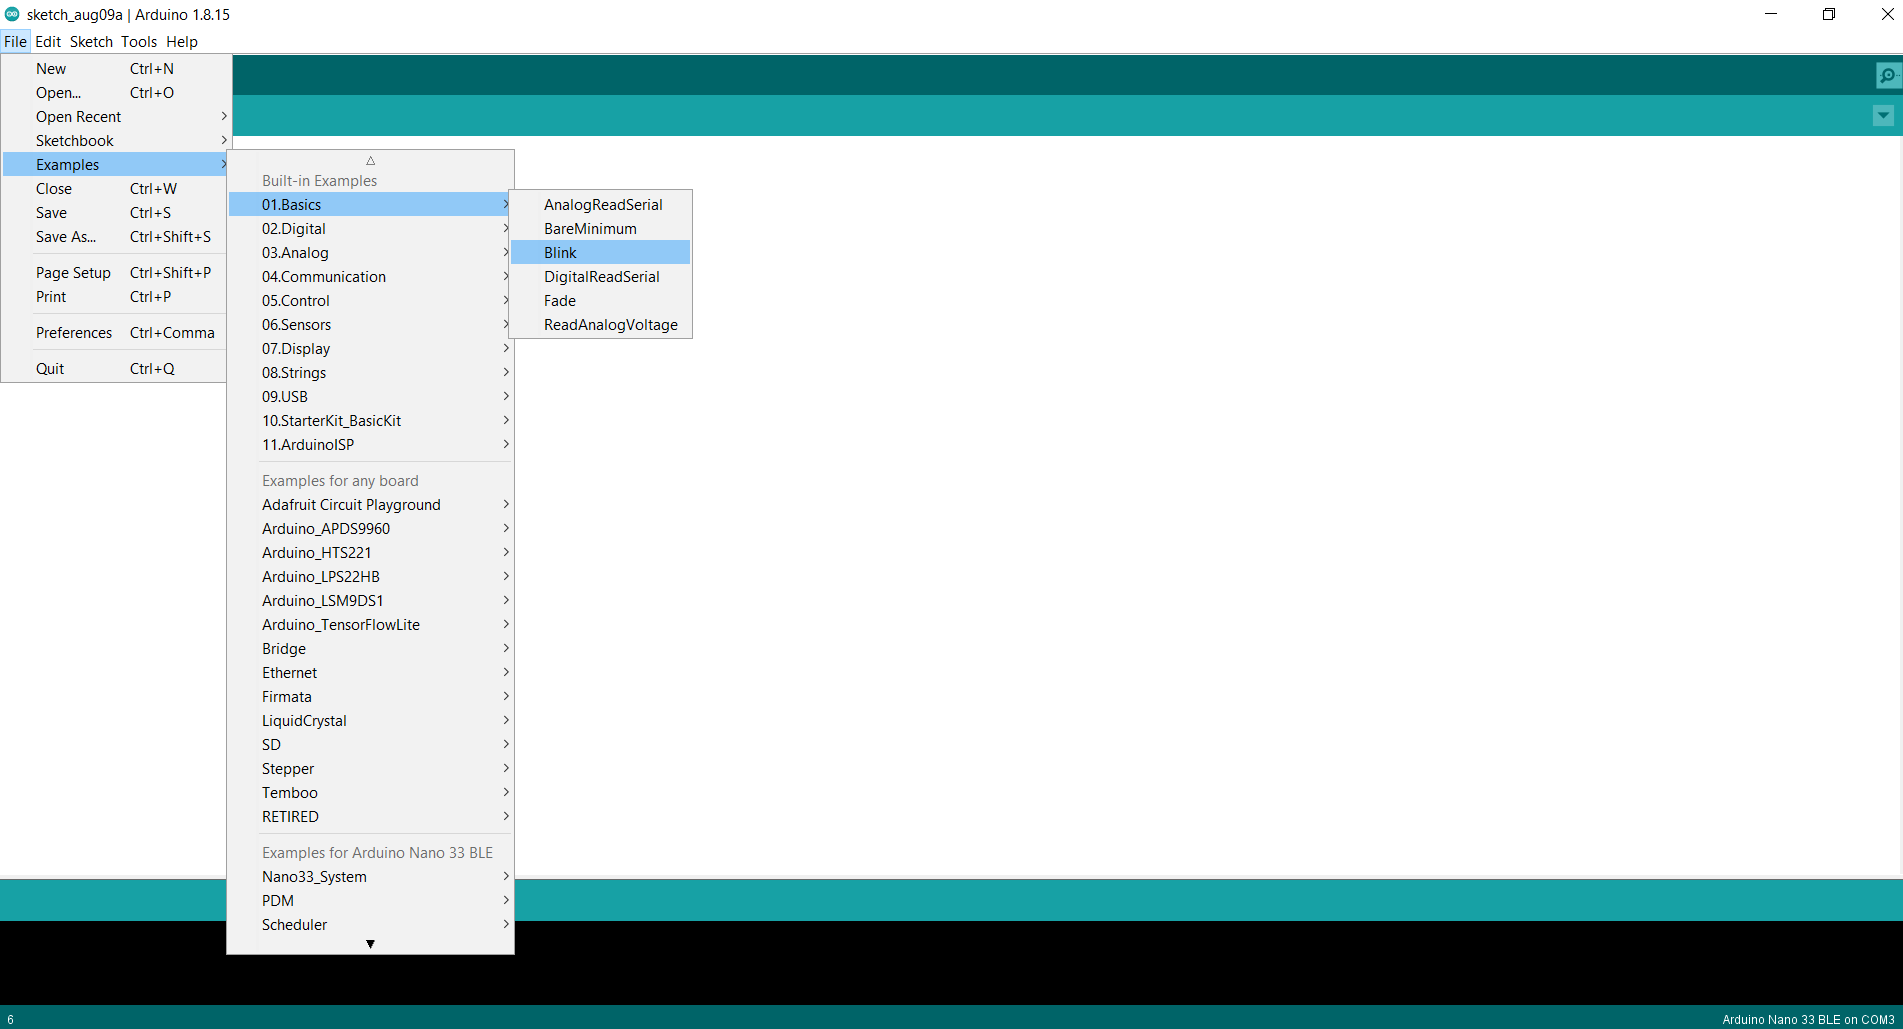 sketch_aug09a | Arduino 1.8.15
File Edit Sketch Tools Help
New Ctrl+N
Open... Ctrl+O
Open Recent
Sketchbook
Examples
Close Ctrl+W
Save Ctrl+S
Save As... Ctrl+Shift+S
Page Setup Ctrl+Shift+P
Print Ctrl+P
Preferences Ctrl+Comma
Quit Ctrl+Q
Built-in Examples
01.Basics
02.Digital
03.Analog
04.Communication
05.Control
06.Sensors
07.Display
08.Strings
09.USB
10.StarterKit_BasicKit
11.ArduinoISP
Examples for any board
Adafruit Circuit Playground
Arduino_APDS9960
Arduino_HTS221
Arduino_LPS22HB
Arduino_LSM9DS1
Arduino_TensorFlowLite
Bridge
Ethernet
Firmata
LiquidCrystal
SD
Stepper
Temboo
RETIRED
Examples for Arduino Nano 33 BLE
Nano33_System
PDM
Scheduler
AnalogReadSerial
BareMinimum
Blink
DigitalReadSerial
Fade
ReadAnalogVoltage
6
Arduino Nano 33 BLE on COM3